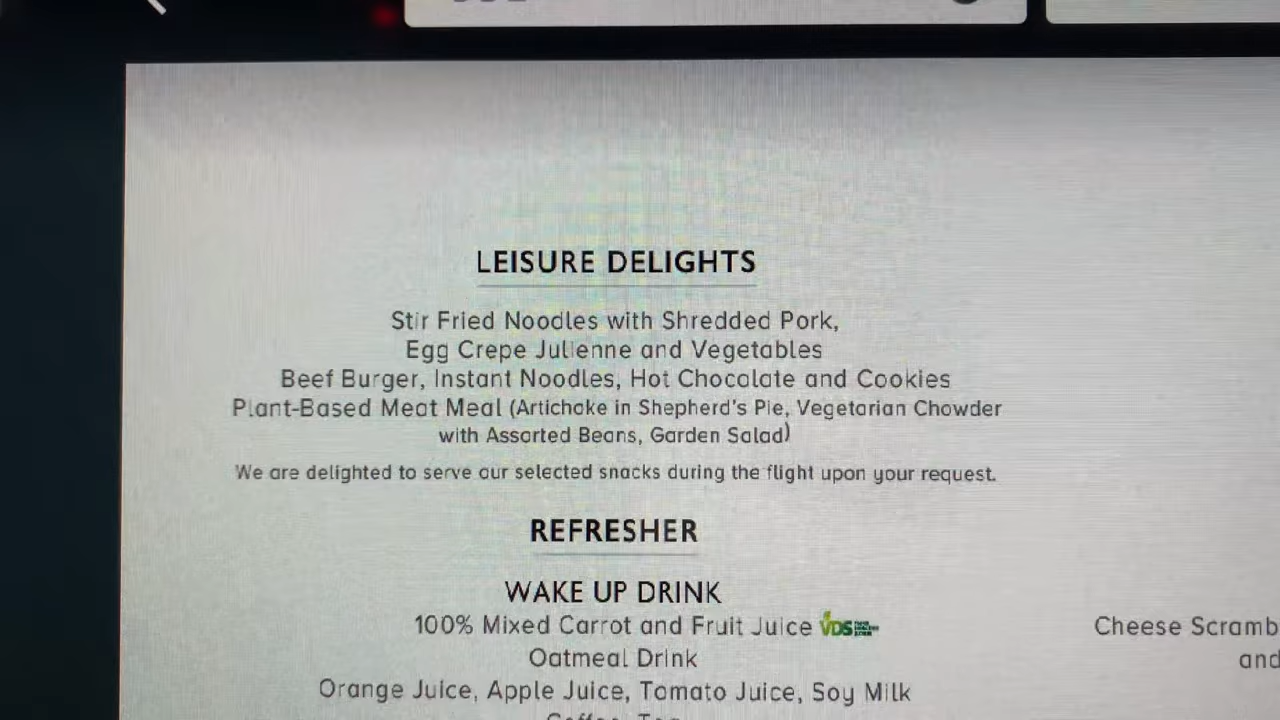 LEISURE DELIGHTS
Stir Fried Noodles with Shredded Pork,
Egg Crepe Julienne and Vegetables
Beef Burger, Instant Noodles, Hot Chocolate and Cookies
Plant-Based Meat Meal (Artichoke in Shepherd's Pie, Vegetarian Chowder
with Assorted Beans, Garden Salad)
We are delighted to serve our selected snacks during the flight upon your request.
REFRESHER
WAKE UP DRINK
100% Mixed Carrot and Fruit Juice VDS
Oatmeal Drink
Orange Juice, Apple Juice, Tomato Juice, Soy Milk
Cheese Scramb
and